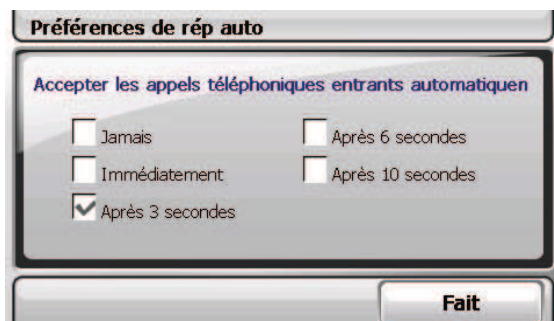 Préférences de rép auto
Accepter les appels téléphoniques entrants automatiquen
Jamais
Après 6 secondes
Immédiatement
Après 10 secondes
Après 3 secondes
Fait